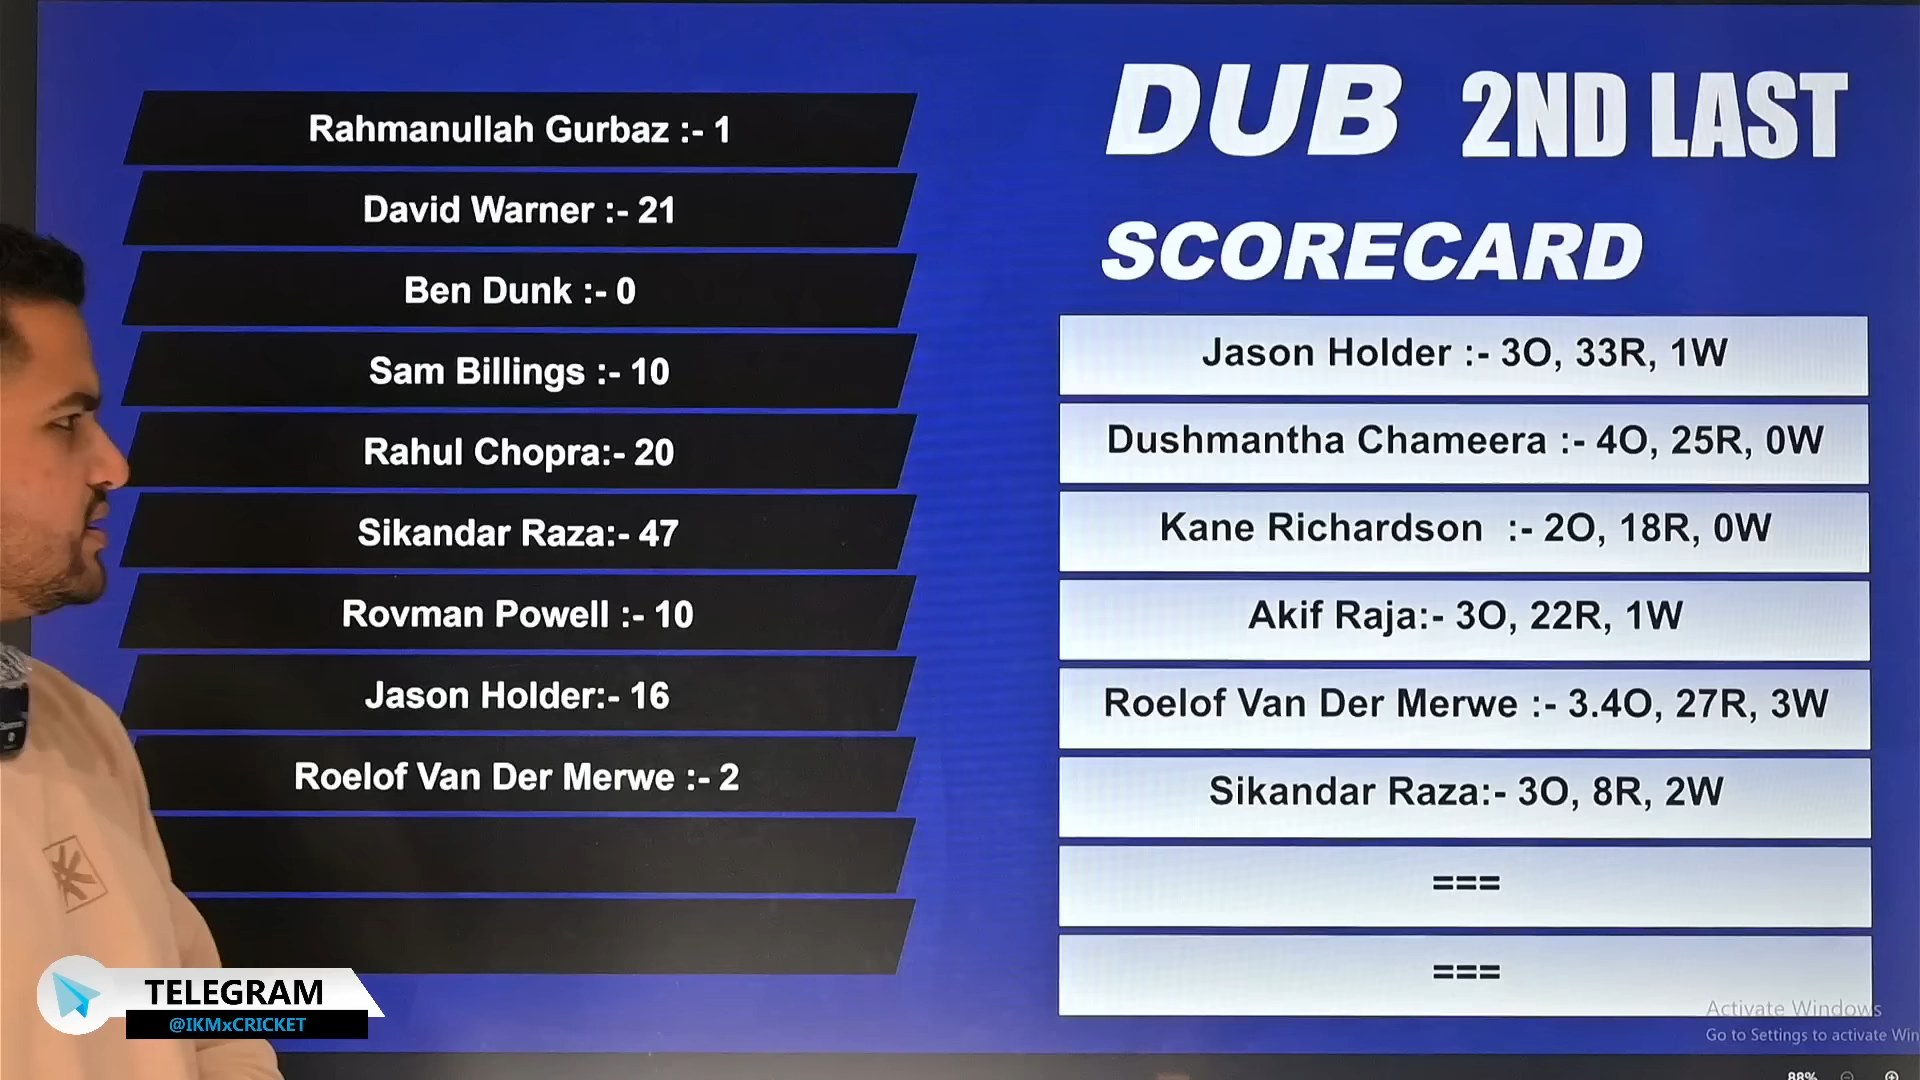 DUB 2ND LAST
SCORECARD
Rahmanullah Gurbaz :- 1
David Warner :- 21
Ben Dunk :- 0
Sam Billings :- 10
Rahul Chopra:- 20
Sikandar Raza:- 47
Rovman Powell :- 10
Jason Holder:- 16
Roelof Van Der Merwe :- 2
Jason Holder :- 3O, 33R, 1W
Dushmantha Chameera :- 4O, 25R, 0W
Kane Richardson :- 2O, 18R, 0W
Akif Raja:- 3O, 22R, 1W
Roelof Van Der Merwe :- 3.4O, 27R, 3W
Sikandar Raza:- 3O, 8R, 2W
===
===
TELEGRAM
@IKMxCRICKET
Activate Windows
Go to Settings to activate Win
88%